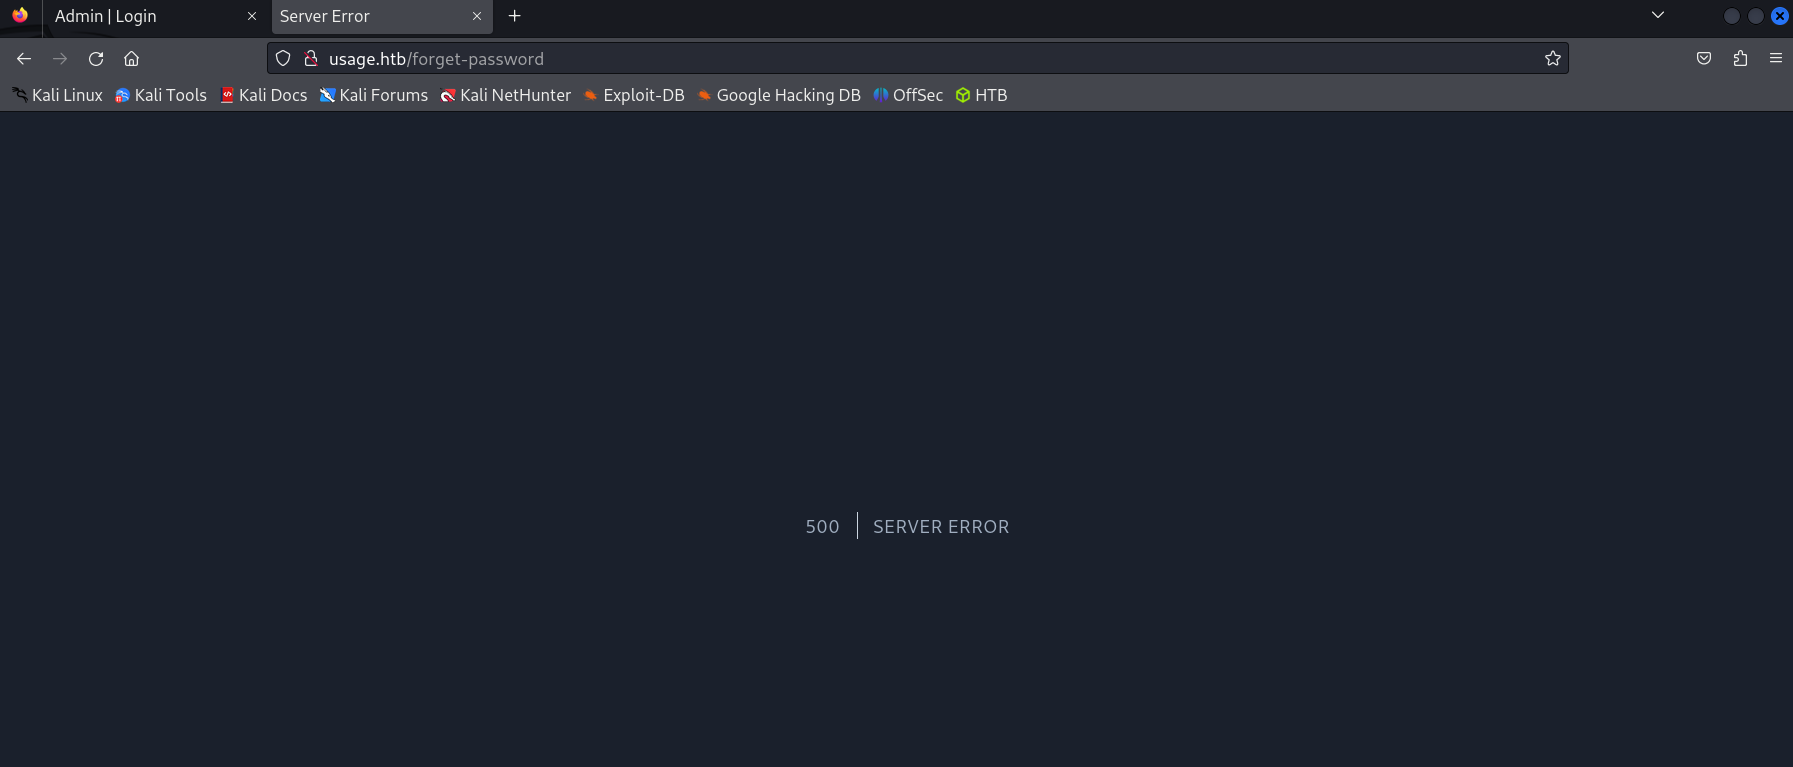 Admin | Login
Server Error
usage.htb/forget-password
Kali Linux Kali Tools Kali Docs Kali Forums Kali NetHunter Exploit-DB Google Hacking DB OffSec HTB
500 SERVER ERROR